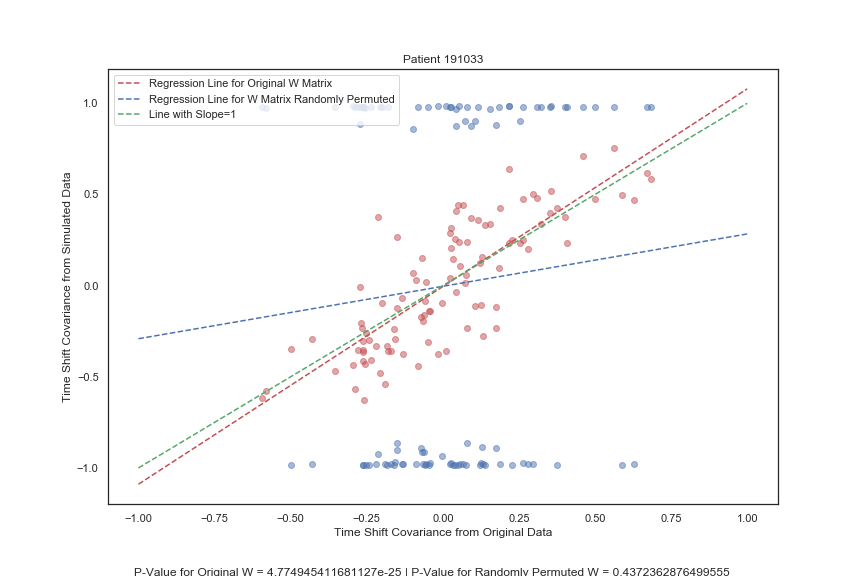 Patient 191033
Regression Line for Original W Matrix
Regression Line for W Matrix Randomly Permuted
Line with Slope=1
Time Shift Covariance from Simulated Data
1.0
0.5
0.0
−0.5
−1.0
−1.00 −0.75 −0.50 −0.25 0.00 0.25 0.50 0.75 1.00
Time Shift Covariance from Original Data
P-Value for Original W = 4.774945411681127e-25 | P-Value for Randomly Permuted W = 0.4372362876499555